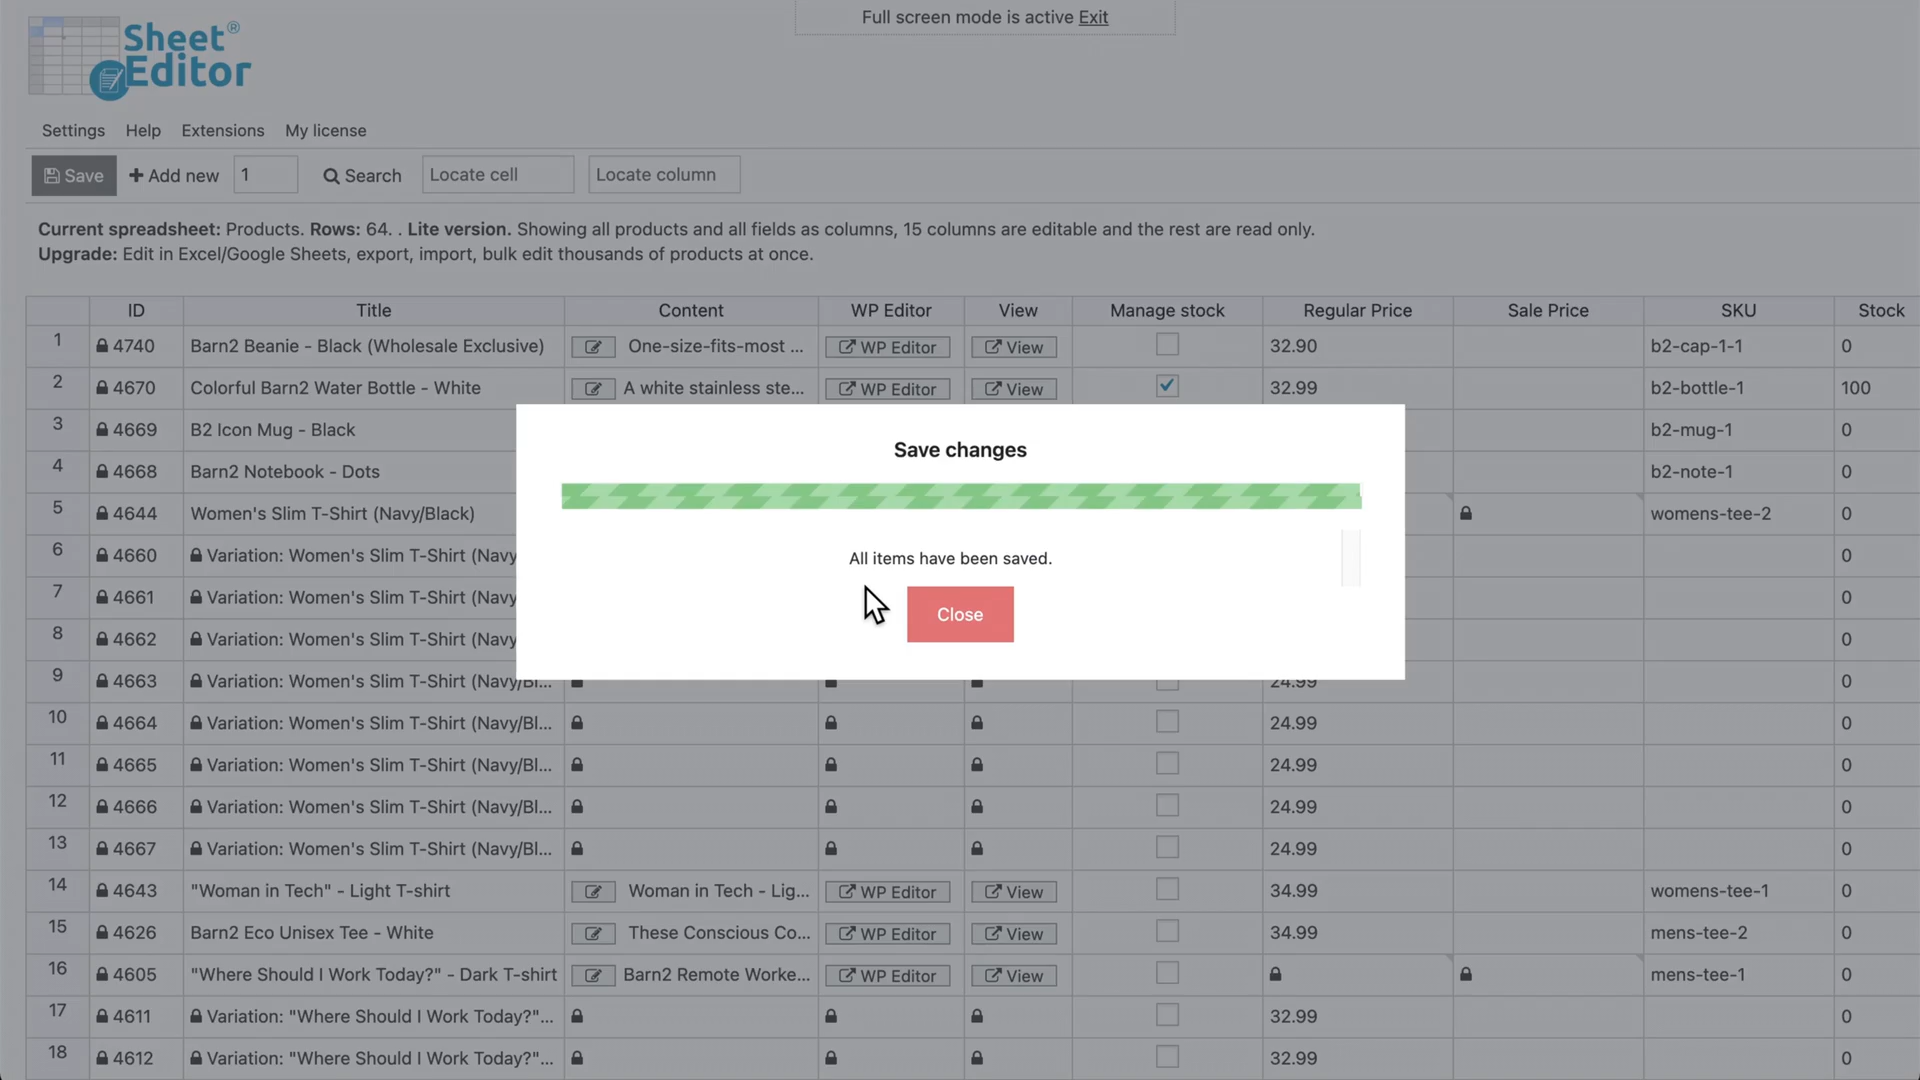 Full screen mode is active Exit
Sheet®
Editor
Settings Help Extensions My license
Save Add new 1 Search Locate cell Locate column
Current spreadsheet: Products. Rows: 64. . Lite version. Showing all products and all fields as columns, 15 columns are editable and the rest are read only.
Upgrade: Edit in Excel/Google Sheets, export, import, bulk edit thousands of products at once.
ID Title Content WP Editor View Manage stock Regular Price Sale Price SKU Stock
1 4740 Barn2 Beanie - Black (Wholesale Exclusive) One-size-fits-most ... WP Editor View 32.90 b2-cap-1-1 0
2 4670 Colorful Barn2 Water Bottle - White A white stainless ste... WP Editor View 32.99 b2-bottle-1 100
3 4669 B2 Icon Mug - Black b2-mug-1 0
4 4668 Barn2 Notebook - Dots b2-note-1 0
5 4644 Women's Slim T-Shirt (Navy/Black) womens-tee-2 0
6 4660 Variation: Women's Slim T-Shirt (Navy 0
7 4661 Variation: Women's Slim T-Shirt (Navy 0
8 4662 Variation: Women's Slim T-Shirt (Navy 0
Save changes
All items have been saved.
Close
9 4663 Variation: Women's Slim T-Shirt (Navy/Bl... 24.99 0
10 4664 Variation: Women's Slim T-Shirt (Navy/Bl... 24.99 0
11 4665 Variation: Women's Slim T-Shirt (Navy/Bl... 24.99 0
12 4666 Variation: Women's Slim T-Shirt (Navy/Bl... 24.99 0
13 4667 Variation: Women's Slim T-Shirt (Navy/Bl... 24.99 0
14 4643 "Woman in Tech" - Light T-shirt Woman in Tech - Lig... WP Editor View 34.99 womens-tee-1 0
15 4626 Barn2 Eco Unisex Tee - White These Conscious Co... WP Editor View 34.99 mens-tee-2 0
16 4605 "Where Should I Work Today?" - Dark T-shirt Barn2 Remote Worke... WP Editor View mens-tee-1 0
17 4611 Variation: "Where Should I Work Today?"... 32.99 0
18 4612 Variation: "Where Should I Work Today?"... 32.99 0